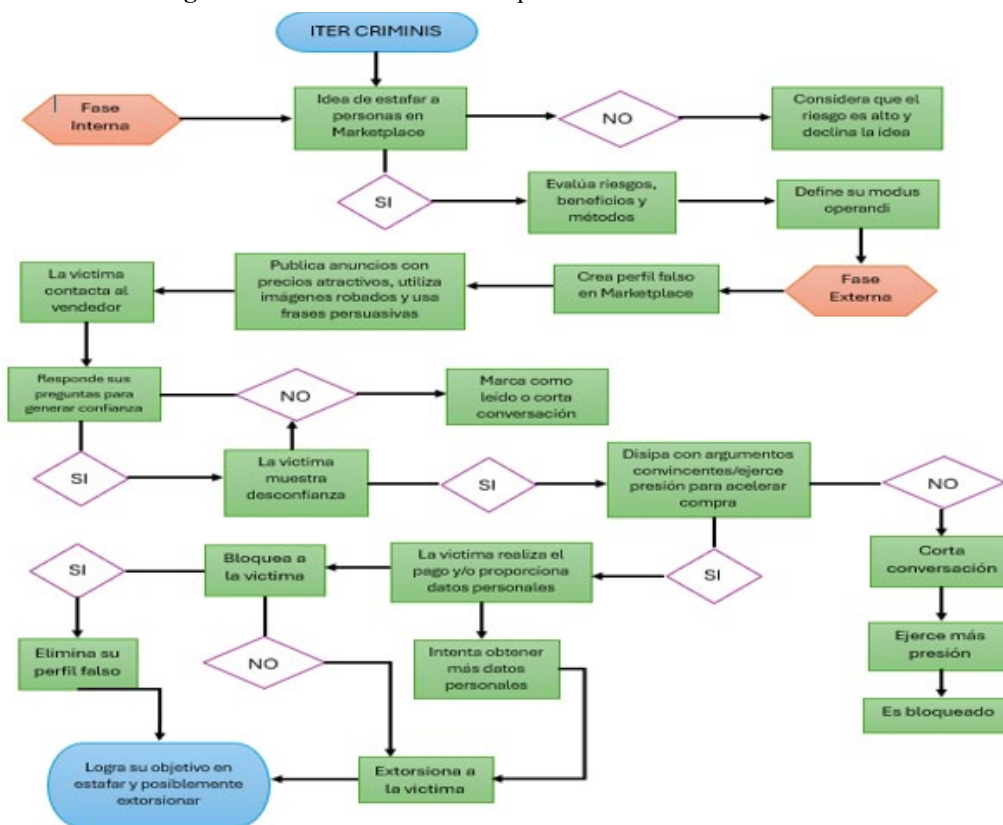 ITER CRIMINIS
Fase
Interna
Idea de estafar a
personas en
Marketplace
NO
Considera que el
riesgo es alto y
declina la idea
SI
Evalúa riesgos,
beneficios y
métodos
Define su modus
operandi
La victima
contacta al
vendedor
Publica anuncios con
precios atractivos, utiliza
imágenes robados y usa
frases persuasivas
Crea perfil falso
en Marketplace
Fase
Externa
Responde sus
preguntas para
generar confianza
NO
Marca como
leído o corta
conversación
SI
La victima
muestra
desconfianza
SI
Disipa con argumentos
convincentes/ejerce
presión para acelerar
compra
NO
SI
Bloquea a
la victima
La victima realiza el
pago y/o proporciona
datos personales
SI
Corta
conversación
Elimina su
perfil falso
NO
Intenta obtener
más datos
personales
Ejerce más
presión
Es bloqueado
Logra su objetivo en
estafar y posiblemente
extorsionar
Extorsiona a
la victima